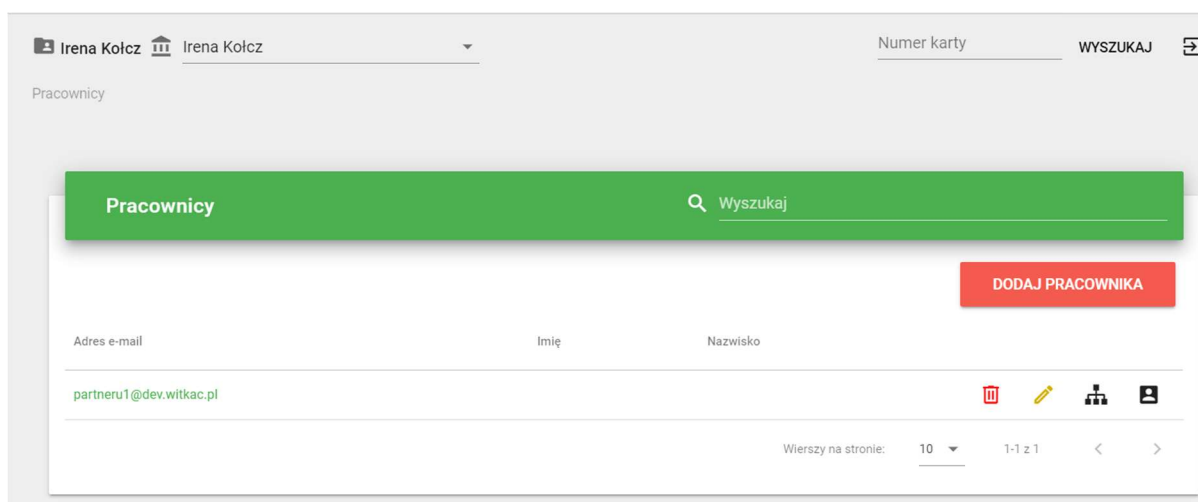 Irena Kołcz Irena Kołcz Numer karty WYSZUKAJ
Pracownicy
Pracownicy Wyszukaj
DODAJ PRACOWNIKA
Adres e-mail Imię Nazwisko
partneru1@dev.witkac.pl
Wierszy na stronie: 10 1-1 z 1